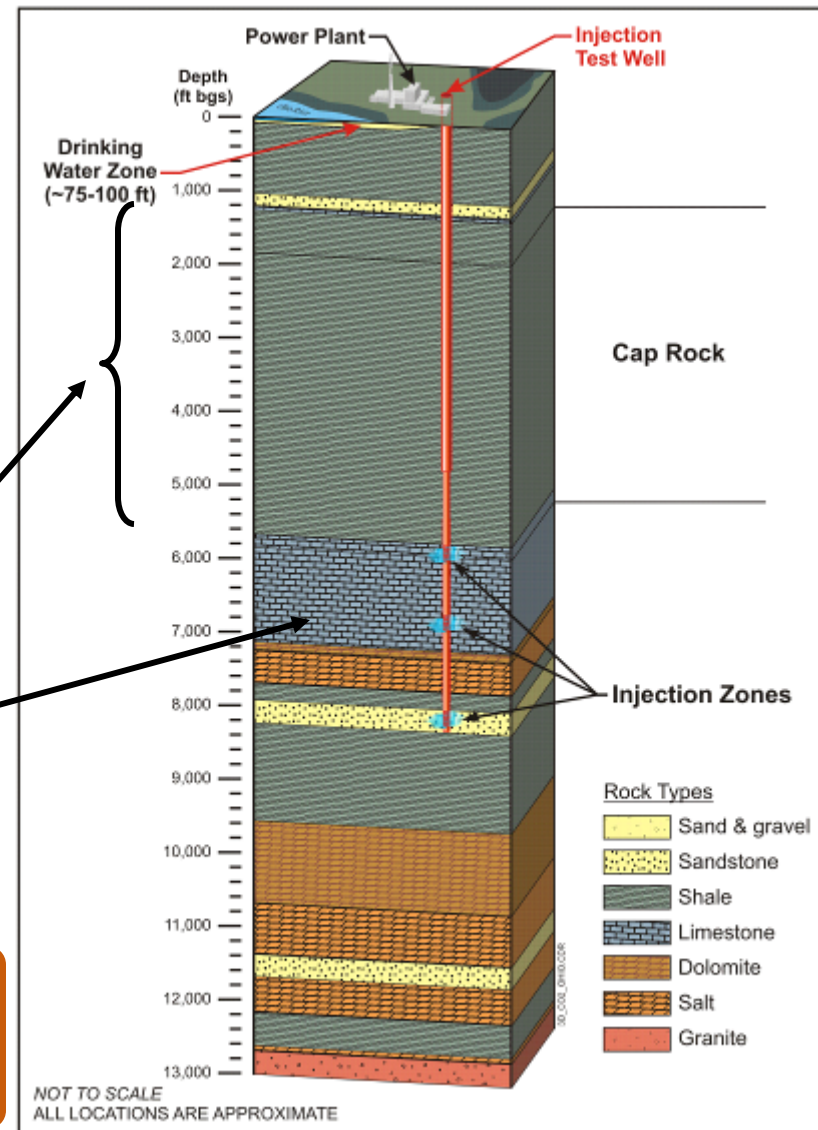 Power Plant
Injection
Test Well
Depth
(ft bgs)
0
Drinking
Water Zone
(~75-100 ft)
1,000
2,000
3,000
Cap Rock
4,000
5,000
6,000
7,000
8,000
Injection Zones
9,000
10,000
11,000
12,000
13,000
Rock Types
Sand & gravel
Sandstone
Shale
Limestone
Dolomite
Salt
Granite
3D_CO2_OHIO.CDR
NOT TO SCALE
ALL LOCATIONS ARE APPROXIMATE